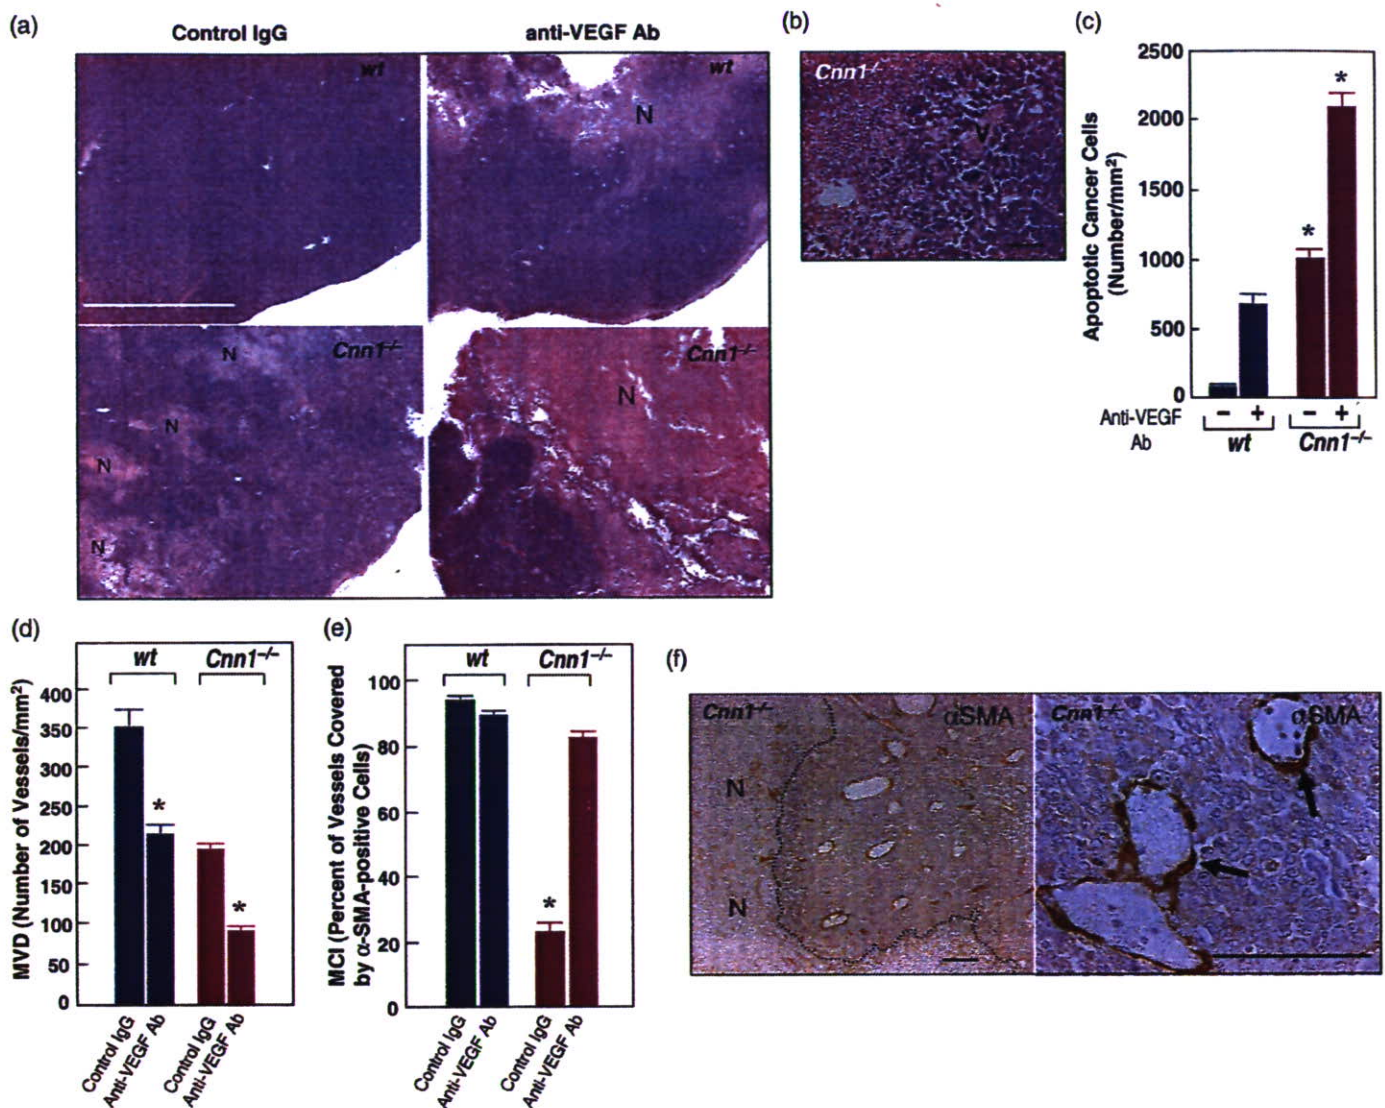 (a)
Control IgG
anti-VEGF Ab
wt
wt
N
Cnn1-/-
N
N
N
N
Cnn1-/-
N
(b)
Cnn1-/-
V
(c)
Apoptotic Cancer Cells
(Number/mm²)
2500
2000
1500
1000
500
0
*
*
Anti-VEGF
Ab
− + − +
wt Cnn1-/-
(d)
MVD (Number of Vessels/mm²)
400
350
300
250
200
150
100
50
0
wt Cnn1-/-
*
*
Control IgG
Anti-VEGF Ab
Control IgG
Anti-VEGF Ab
(e)
MCI (Percent of Vessels Covered
by α-SMA-positive Cells)
100
80
60
40
20
0
wt Cnn1-/-
*
Control IgG
Anti-VEGF Ab
Control IgG
Anti-VEGF Ab
(f)
Cnn1-/-
αSMA
N
N
Cnn1-/-
αSMA